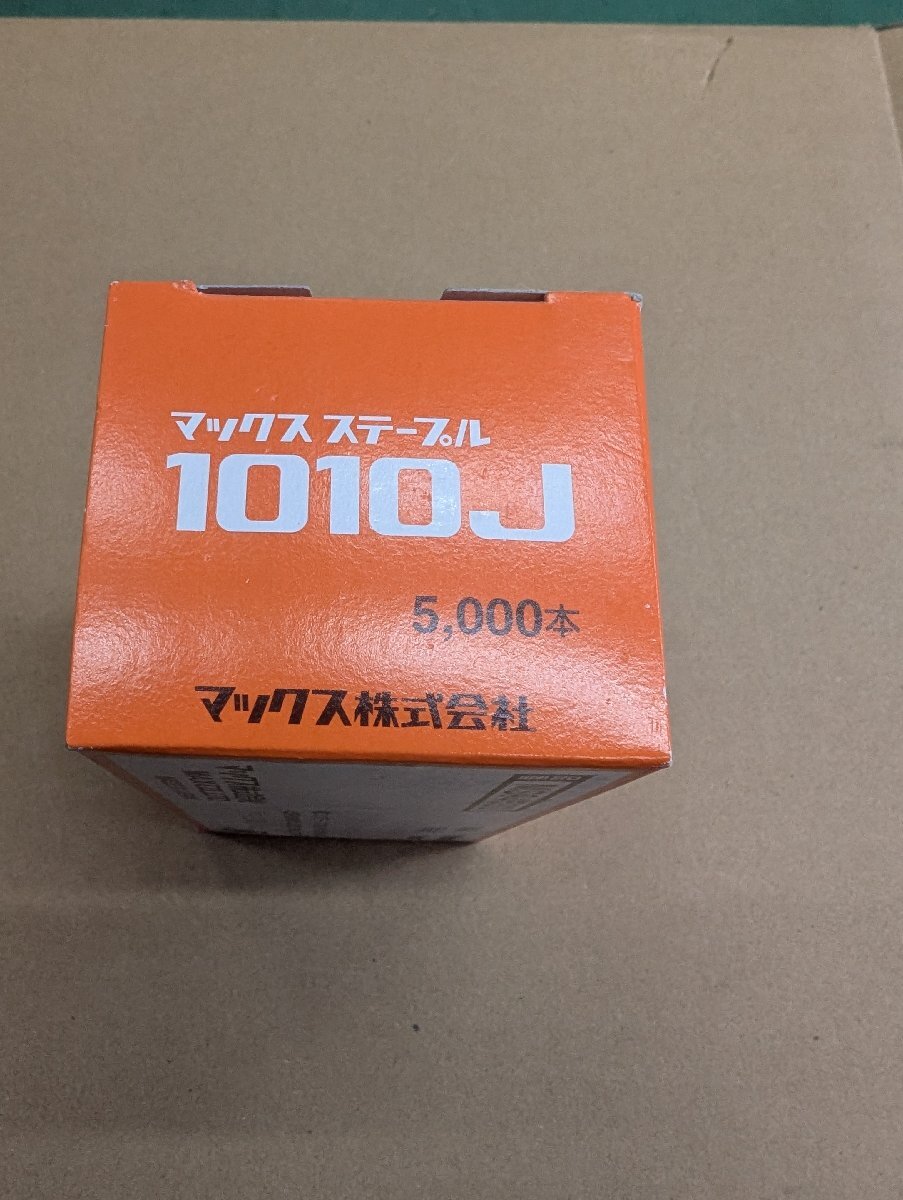 マックス ステープル
1010J
5,000本
マックス株式会社